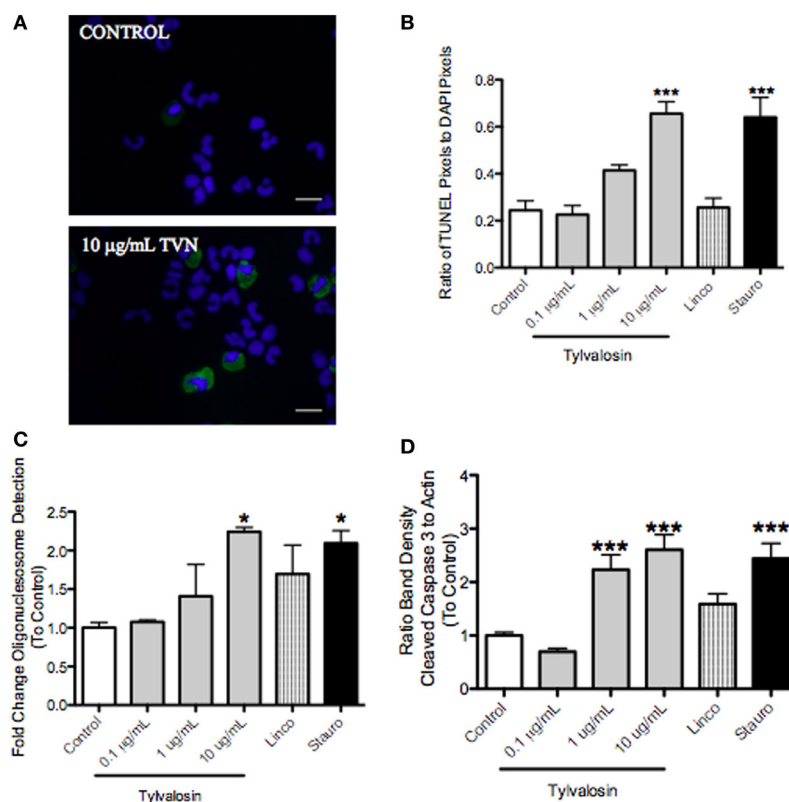 A
CONTROL
10 µg/mL TVN
B
Ratio of TUNEL Pixels to DAPI Pixels
0.8
0.6
0.4
0.2
0.0
***
***
Control
0.1 µg/mL
1 µg/mL
10 µg/mL
Linco
Stauro
Tylvalosin
C
Fold Change Oligonuclesosome Detection
(To Control)
2.5
2.0
1.5
1.0
0.5
0.0
*
*
Control
0.1 µg/mL
1 ug/mL
10 ug/mL
Linco
Stauro
Tylvalosin
D
Ratio Band Density
Cleaved Caspase 3 to Actin
(To Control)
4
3
2
1
0
***
***
***
Control
0.1 µg/mL
1 ug/mL
10 ug/mL
Linco
Stauro
Tylvalosin